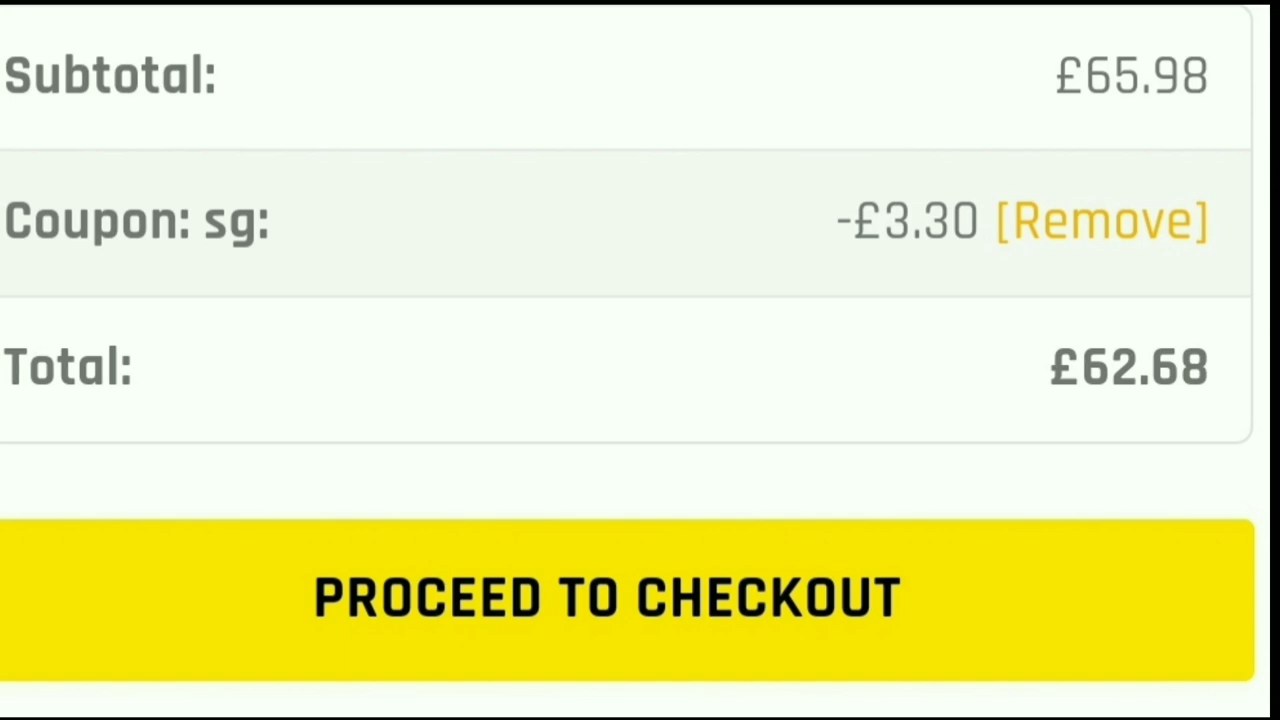 Subtotal: £65.98
Coupon: sg: -£3.30 [Remove]
Total: £62.68
PROCEED TO CHECKOUT